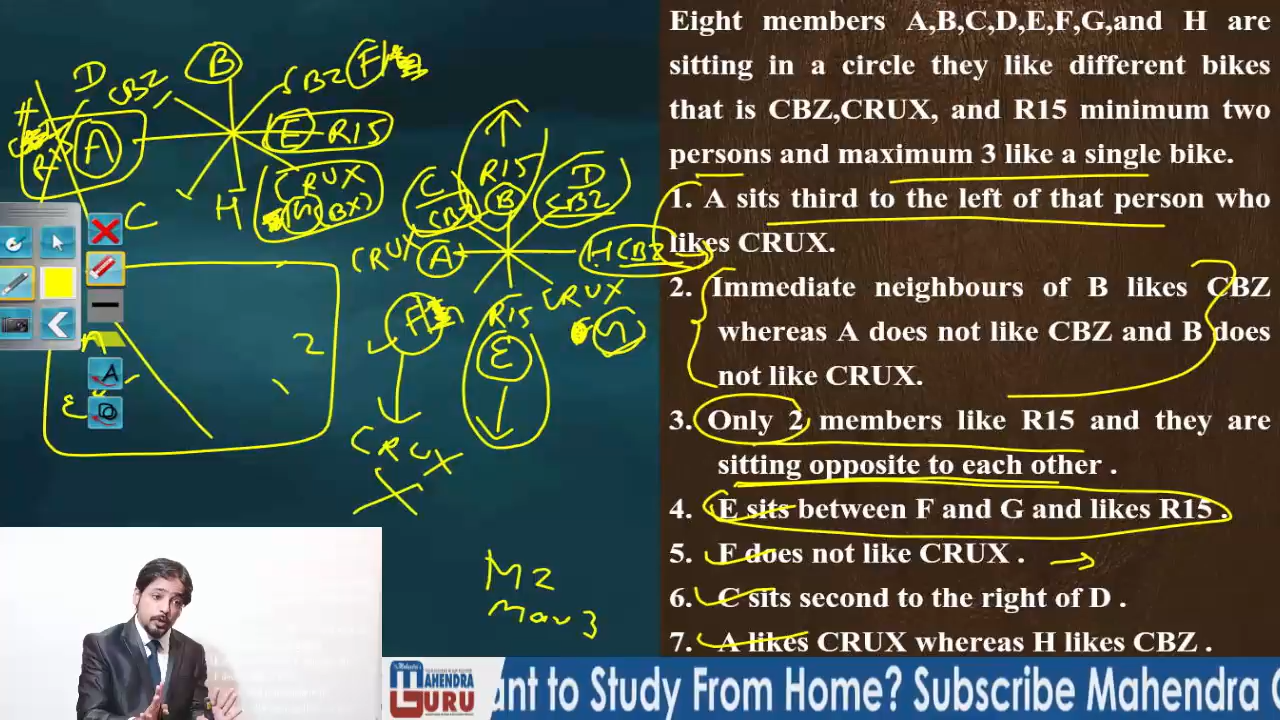 Eight members A,B,C,D,E,F,G,and H are
sitting in a circle they like different bikes
that is CBZ,CRUX, and R15 minimum two
persons and maximum 3 like a single bike.
1. A sits third to the left of that person who
likes CRUX.
2. Immediate neighbours of B likes CBZ
whereas A does not like CBZ and B does
not like CRUX.
3. Only 2 members like R15 and they are
sitting opposite to each other .
4. E sits between F and G and likes R15 .
5. F does not like CRUX .
6. C sits second to the right of D .
7. A likes CRUX whereas H likes CBZ .
D
CBZ
B
E R15
A
CRUX
H
C
R15
B
C
D
CRUX
A
H CBZ
CRUX
R15
E
CRUX
2
M2
Max 3
MAHENDRA
GURU
ant to Study From Home? Subscribe Mahendra